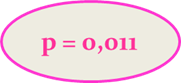 p = 0,011